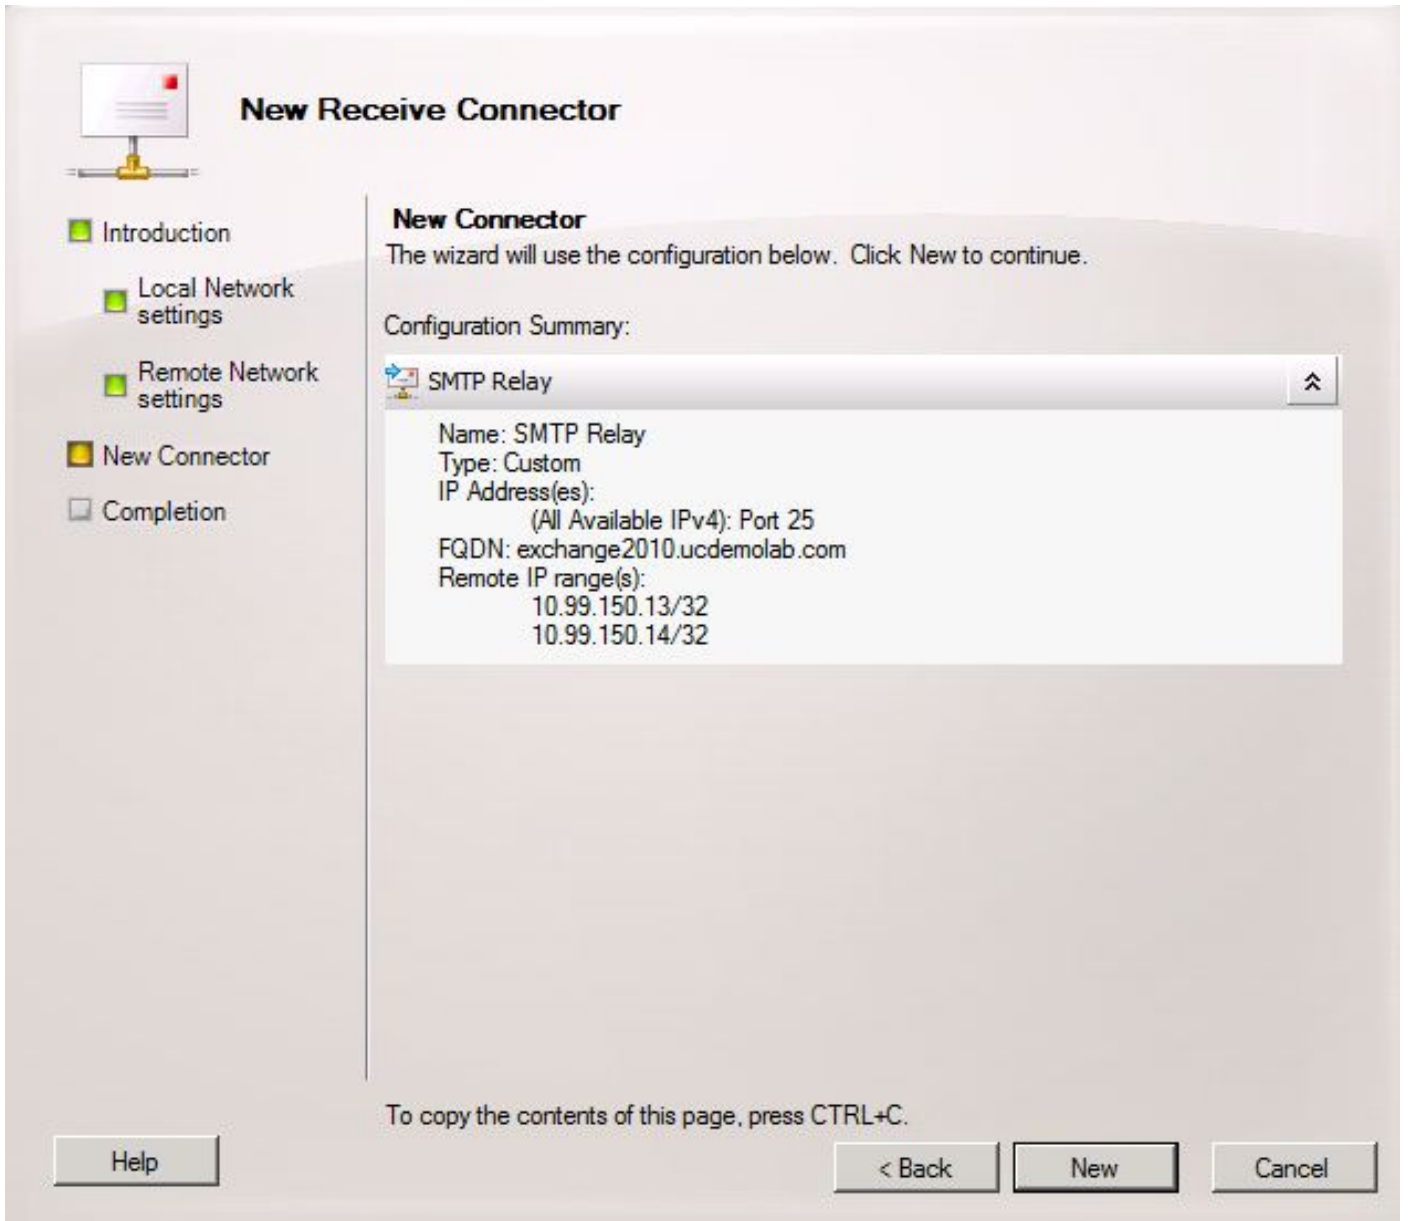 New Receive Connector
Introduction
Local Network
settings
Remote Network
settings
New Connector
Completion
New Connector
The wizard will use the configuration below.  Click New to continue.
Configuration Summary:
SMTP Relay
Name: SMTP Relay
Type: Custom
IP Address(es):
(All Available IPv4): Port 25
FQDN: exchange2010.ucdemolab.com
Remote IP range(s):
10.99.150.13/32
10.99.150.14/32
To copy the contents of this page, press CTRL+C.
Help
< Back
New
Cancel